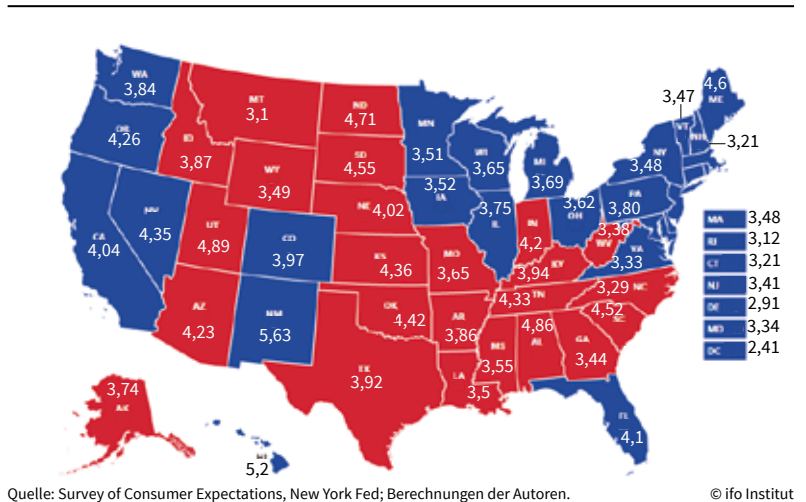 WA
3,84
OR
4,26
CA
4,04
NV
4,35
ID
3,87
MT
3,1
WY
3,49
UT
4,89
AZ
4,23
CO
3,97
NM
5,63
ND
4,71
SD
4,55
NE 4,02
KS
4,36
OK
4,42
TX
3,92
MN
3,51
3,52
IA
MO
3,65
AR
3,86
LA
3,5
WI
3,65
3,75
IL
MI
3,69
IN
4,2
3,62
OH
KY
3,94
4,33 TN
MS
3,55
4,86
AL
GA
3,44
4,1
FL
4,52
SC
3,29 NC
VA
3,33
3,38
WV
PA
3,80
NY
3,48
3,47
VT
NH
3,21
4,6
ME
MA 3,48
RI 3,12
CT 3,21
NJ 3,41
DE 2,91
MD 3,34
DC 2,41
3,74
AK
HI
5,2
Quelle: Survey of Consumer Expectations, New York Fed; Berechnungen der Autoren.
© ifo Institut